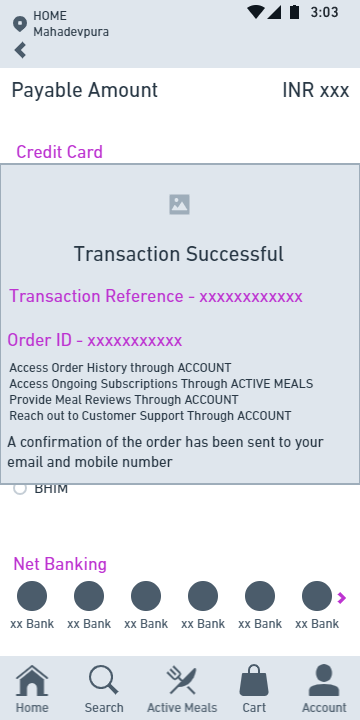 HOME
Mahadevpura
3:03
Payable Amount INR xxx
Credit Card
Transaction Successful
Transaction Reference - xxxxxxxxxxxx
Order ID - xxxxxxxxxxx
Access Order History through ACCOUNT
Access Ongoing Subscriptions Through ACTIVE MEALS
Provide Meal Reviews Through ACCOUNT
Reach out to Customer Support Through ACCOUNT
A confirmation of the order has been sent to your
email and mobile number
BHIM
Net Banking
xx Bank xx Bank xx Bank xx Bank xx Bank xx Bank
Home Search Active Meals Cart Account